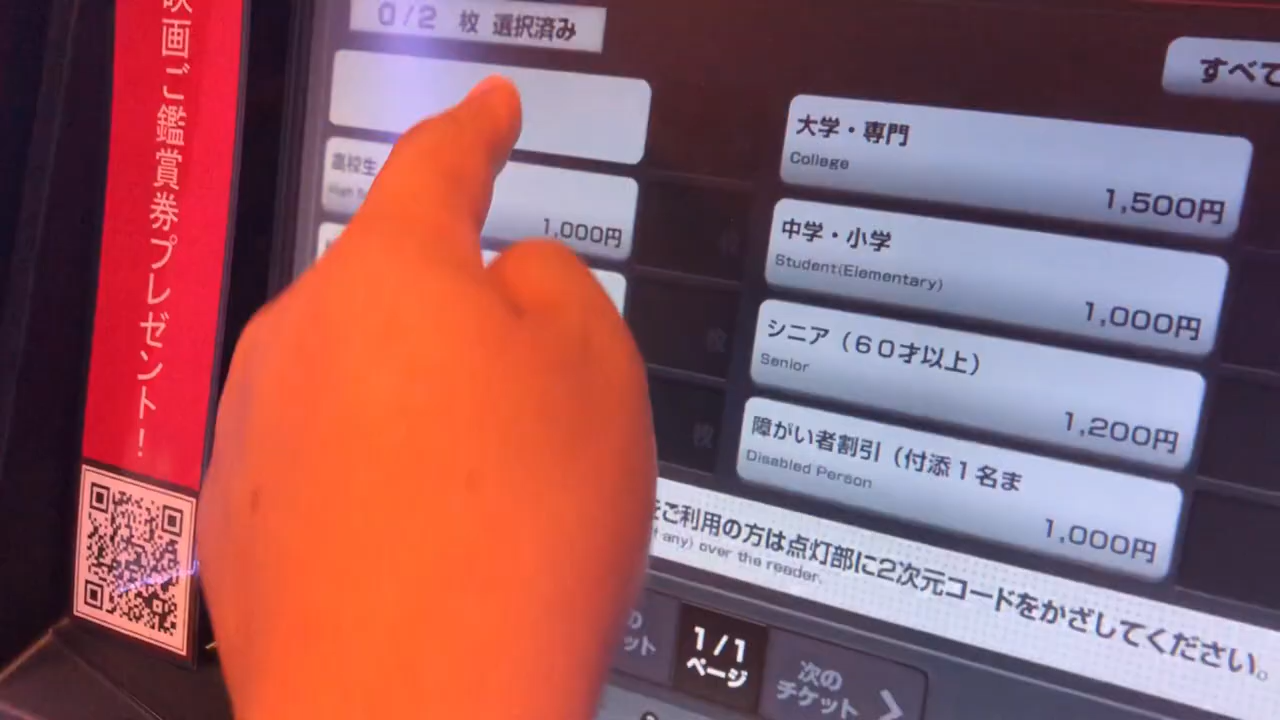 画ご鑑賞券プレゼント！
0/2 枚 選択済み
すべて
高校生
1,000円
大学・専門
College
1,500円
中学・小学
Student(Elementary)
1,000円
シニア（60才以上）
Senior
1,200円
障がい者割引（付添1名ま
Disabled Person
1,000円
ご利用の方は点灯部に2次元コードをかざしてください。
any) over the reader.
1/1
ページ
次の
チケット